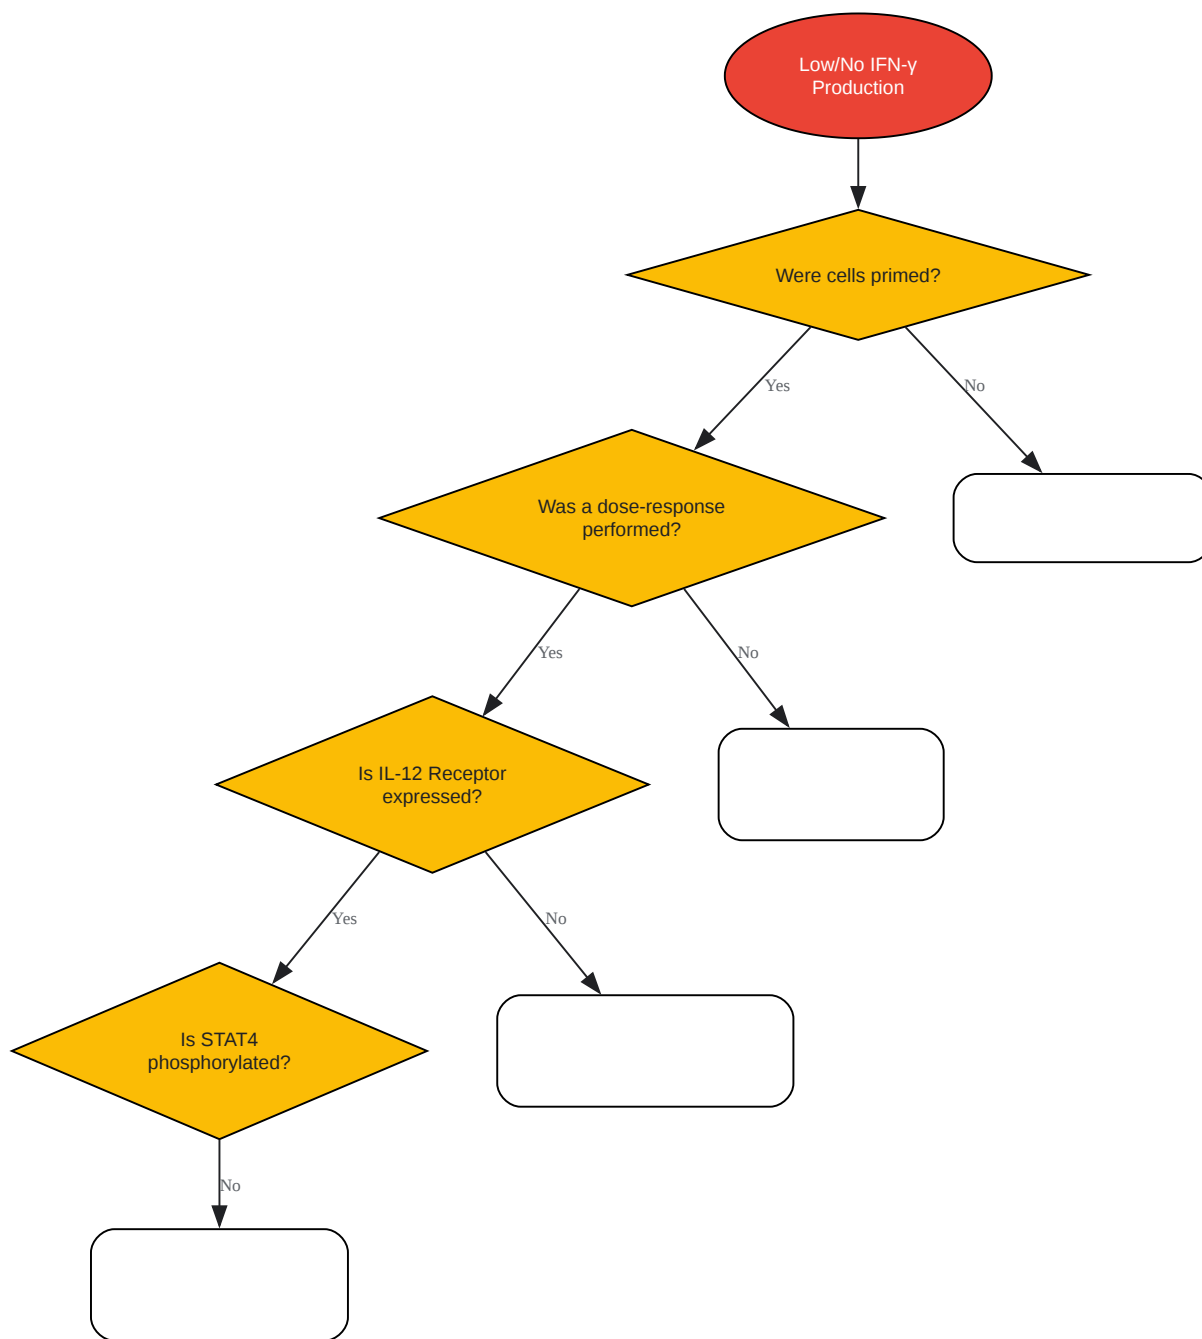 Low/No IFN-γ
Production
Were cells primed?
Yes
No
Was a dose-response
performed?
Yes
No
Is IL-12 Receptor
expressed?
Yes
No
Is STAT4
phosphorylated?
No